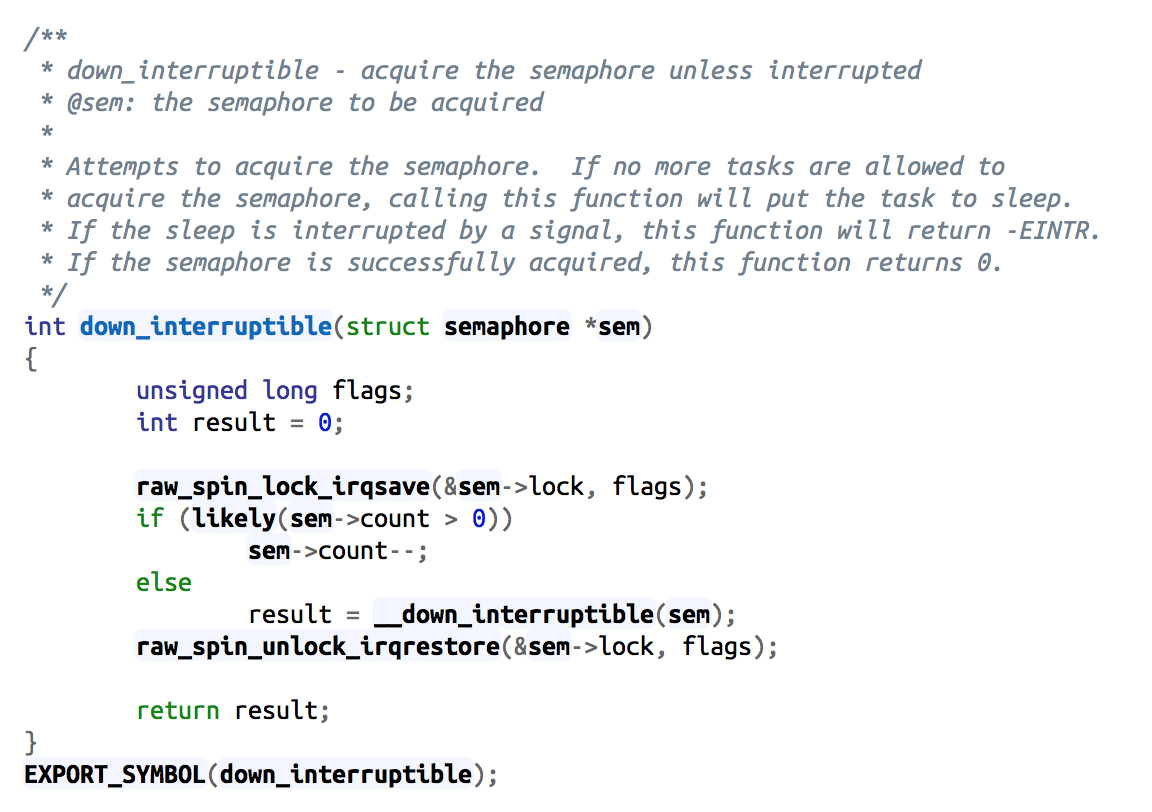 /**
 * down_interruptible - acquire the semaphore unless interrupted
 * @sem: the semaphore to be acquired
 *
 * Attempts to acquire the semaphore.  If no more tasks are allowed to
 * acquire the semaphore, calling this function will put the task to sleep.
 * If the sleep is interrupted by a signal, this function will return -EINTR.
 * If the semaphore is successfully acquired, this function returns 0.
 */
int down_interruptible(struct semaphore *sem)
{
        unsigned long flags;
        int result = 0;

        raw_spin_lock_irqsave(&sem->lock, flags);
        if (likely(sem->count > 0))
                sem->count--;
        else
                result = __down_interruptible(sem);
        raw_spin_unlock_irqrestore(&sem->lock, flags);

        return result;
}
EXPORT_SYMBOL(down_interruptible);